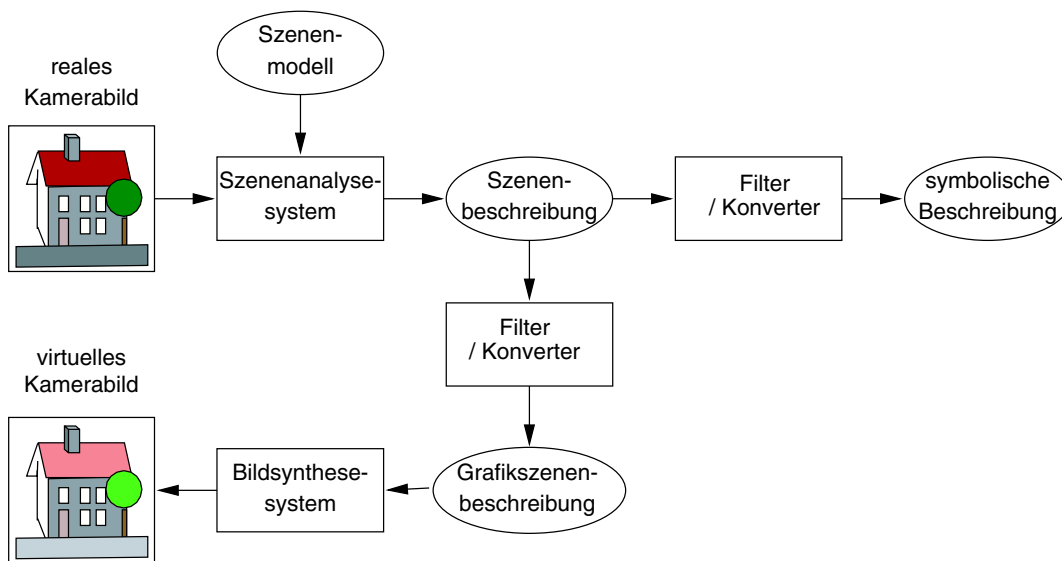 Szenen-
modell
reales
Kamerabild
Szenenanalyse-
system
Szenen-
beschreibung
Filter
/ Konverter
symbolische
Beschreibung
Filter
/ Konverter
virtuelles
Kamerabild
Bildsynthese-
system
Grafikszenen-
beschreibung